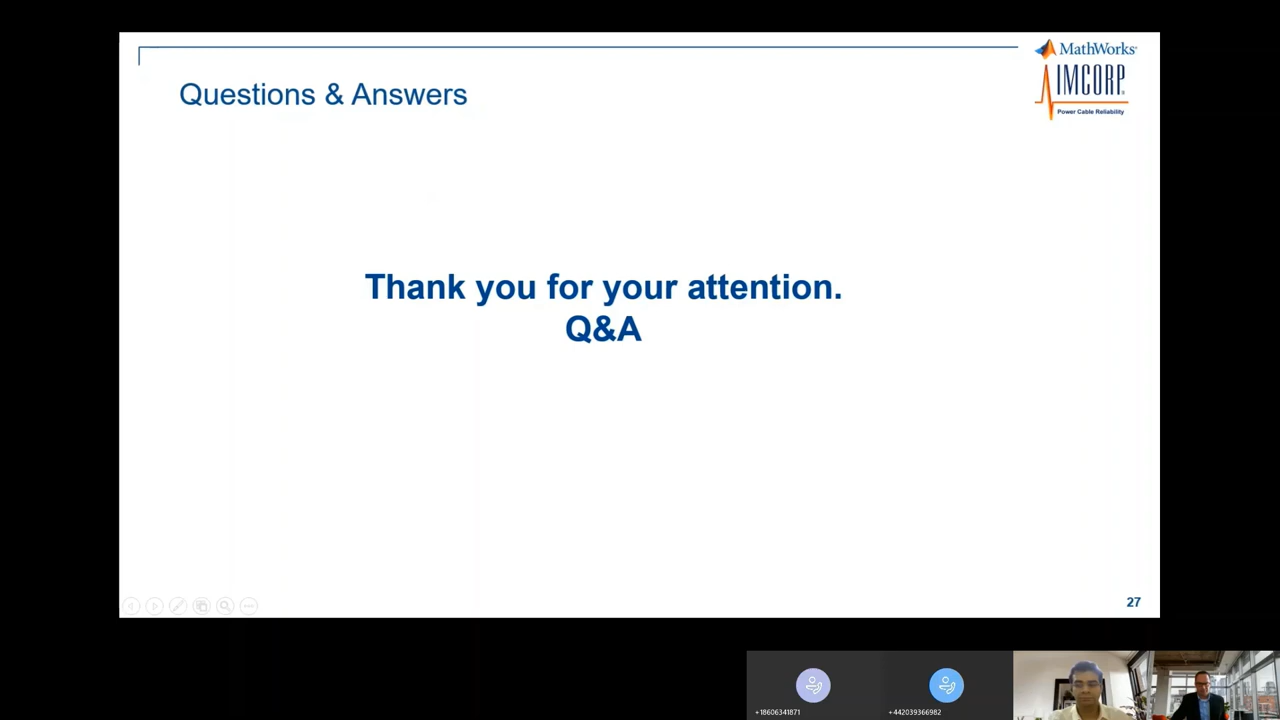 MathWorks®
IMCORP®
Power Cable Reliability
Questions & Answers
Thank you for your attention.
Q&A
27
+18606341871
+442039366982